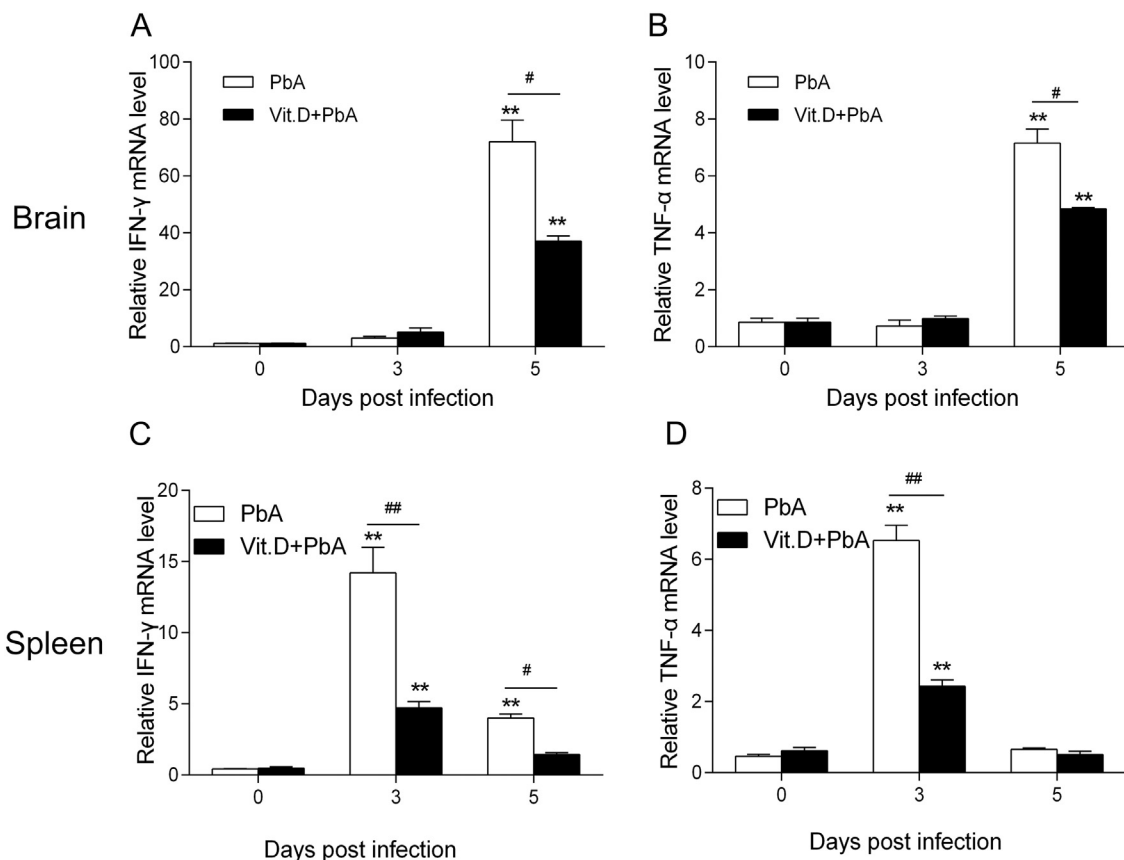 A
Relative IFN-γ mRNA level
100
80
60
40
20
0
PbA
Vit.D+PbA
#
**
**
0
3
5
Days post infection
B
Relative TNF-α mRNA level
10
8
6
4
2
0
PbA
Vit.D+PbA
#
**
**
0
3
5
Days post infection
Brain
C
Relative IFN-γ mRNA level
20
15
10
5
0
PbA
Vit.D+PbA
##
**
**
#
**
0
3
5
Days post infection
D
Relative TNF-α mRNA level
8
6
4
2
0
PbA
Vit.D+PbA
##
**
**
0
3
5
Days post infection
Spleen